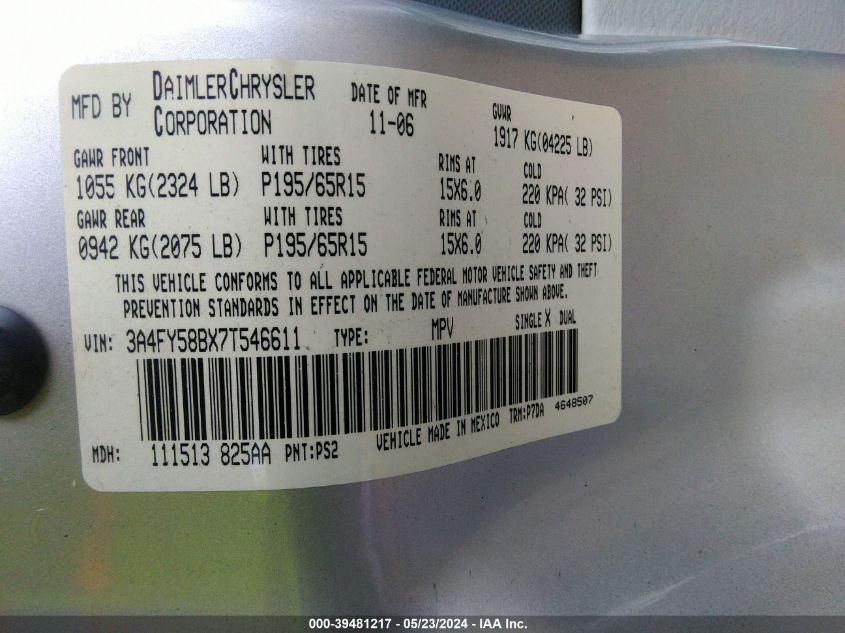 MFD BY DAIMLERCHRYSLER CORPORATION DATE OF MFR 11-06 GVWR 1917 KG(04225 LB)
GAWR FRONT WITH TIRES RIMS AT COLD
1055 KG(2324 LB) P195/65R15 15X6.0 220 KPA( 32 PSI)
GAWR REAR WITH TIRES RIMS AT COLD
0942 KG(2075 LB) P195/65R15 15X6.0 220 KPA( 32 PSI)
THIS VEHICLE CONFORMS TO ALL APPLICABLE FEDERAL MOTOR VEHICLE SAFETY AND THEFT
PREVENTION STANDARDS IN EFFECT ON THE DATE OF MANUFACTURE SHOWN ABOVE.
VIN: 3A4FY58BX7T546611 TYPE: MPV SINGLE X DUAL
MDH: 111513 825AA PNT:PS2 VEHICLE MADE IN MEXICO TRM:P7DA 4648507
000-39481217 - 05/23/2024 - IAA Inc.